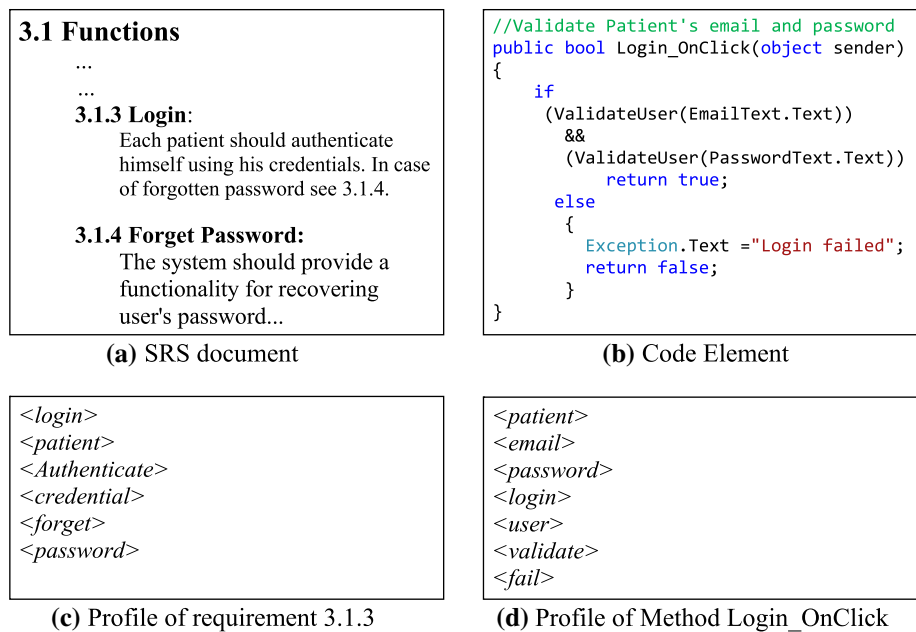 3.1 Functions
...
...
3.1.3 Login:
Each patient should authenticate
himself using his credentials. In case
of forgotten password see 3.1.4.
3.1.4 Forget Password:
The system should provide a
functionality for recovering
user's password...
(a) SRS document
//Validate Patient's email and password
public bool Login_OnClick(object sender)
{
if
(ValidateUser(EmailText.Text))
&&
(ValidateUser(PasswordText.Text))
return true;
else
{
Exception.Text ="Login failed";
return false;
}
}
(b) Code Element
<login>
<patient>
<Authenticate>
<credential>
<forget>
<password>
(c) Profile of requirement 3.1.3
<patient>
<email>
<password>
<login>
<user>
<validate>
<fail>
(d) Profile of Method Login_OnClick